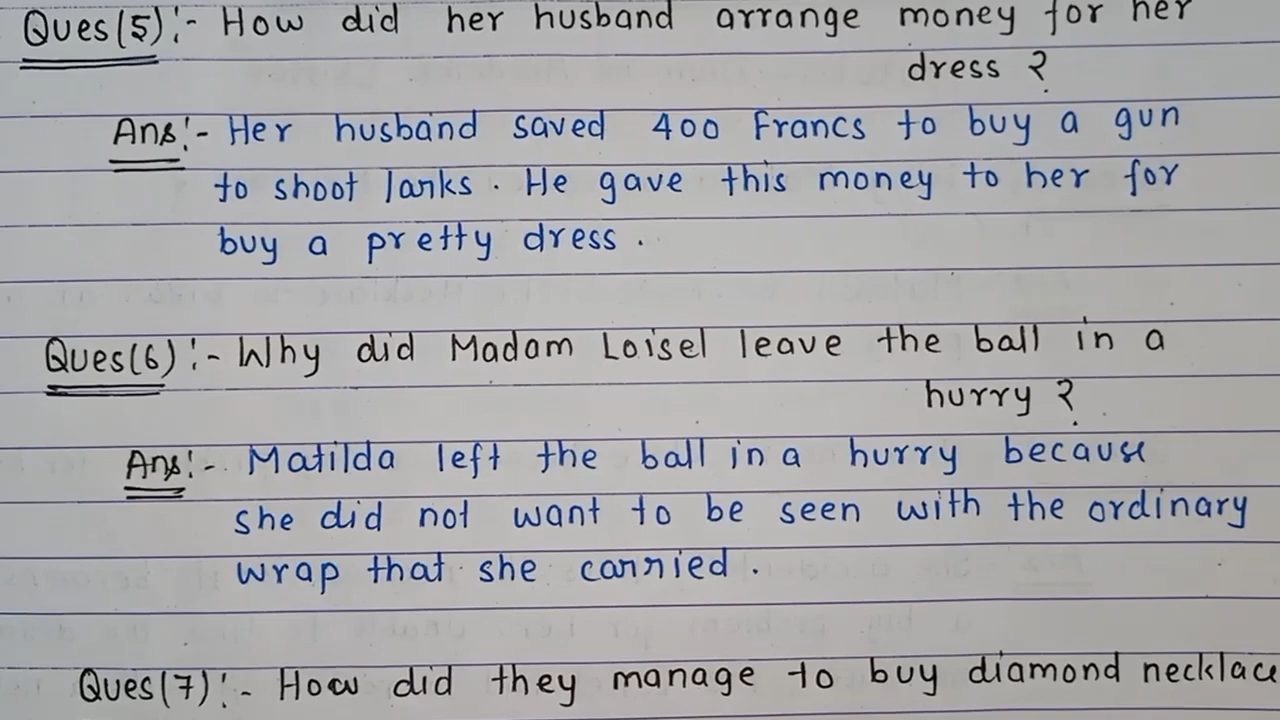 Ques(5):- How did her husband arrange money for her
dress ?
Ans:- Her husband saved 400 Francs to buy a gun
to shoot larks. He gave this money to her for
buy a pretty dress.
Ques(6):- Why did Madam Loisel leave the ball in a
hurry ?
Ans:- Matilda left the ball in a hurry because
she did not want to be seen with the ordinary
wrap that she carried.
Ques(7):- How did they manage to buy diamond necklace